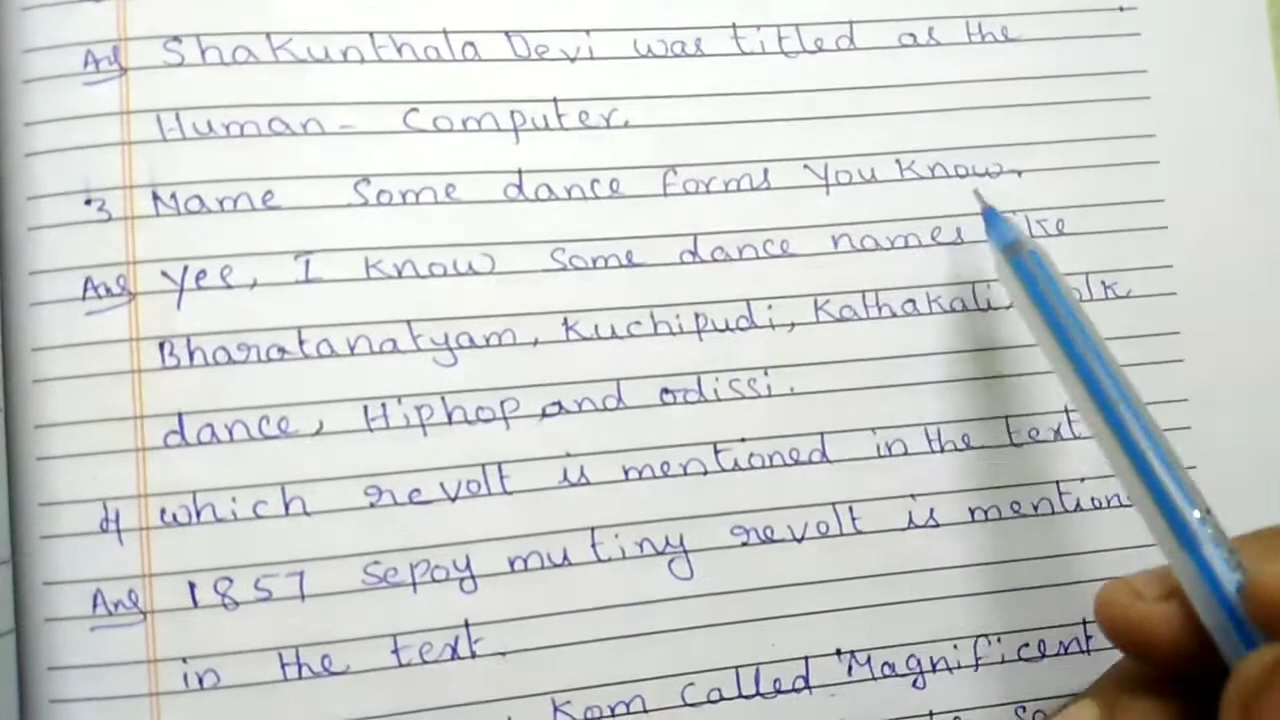 Ans Shakunthala Devi was titled as the
Human - Computer.
3 Name Some dance forms you know.
Ans Yes, I know some dance names
Bharatanatyam, Kuchipudi, Kathakali
dance, Hiphop and odissi.
4 which revolt is mentioned in the text
Ans 1857 sepoy mutiny revolt is mention
in the text.
Kom called "Magnificent